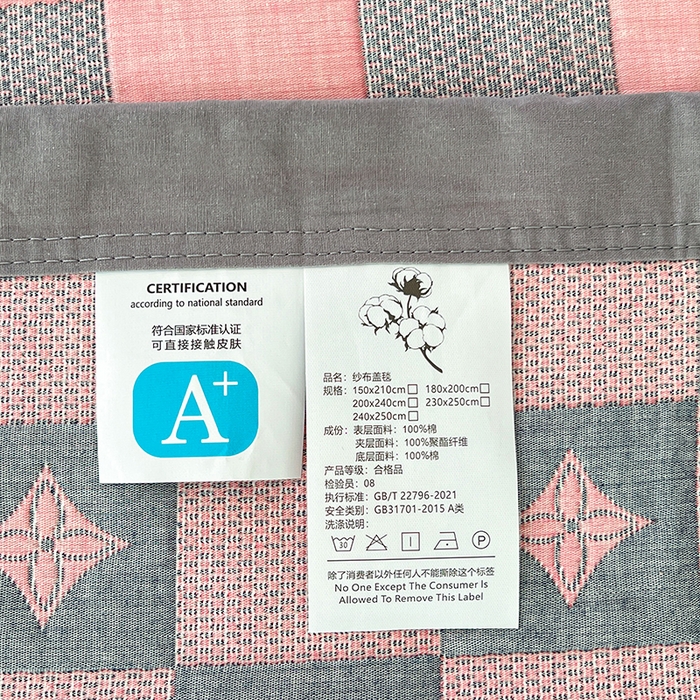 CERTIFICATION
according to national standard
符合国家标准认证
可直接接触皮肤
A+
品名：纱布盖毯
规格：150x210cm□ 180x200cm□
200x240cm□ 230x250cm□
240x250cm□
成份：表层面料：100%棉
夹层面料：100%聚酯纤维
底层面料：100%棉
产品等级：合格品
检验员：08
执行标准：GB/T 22796-2021
安全类别：GB31701-2015 A类
洗涤说明：
30 P
除了消费者以外任何人不能撕除这个标签
No One Except The Consumer Is
Allowed To Remove This Label